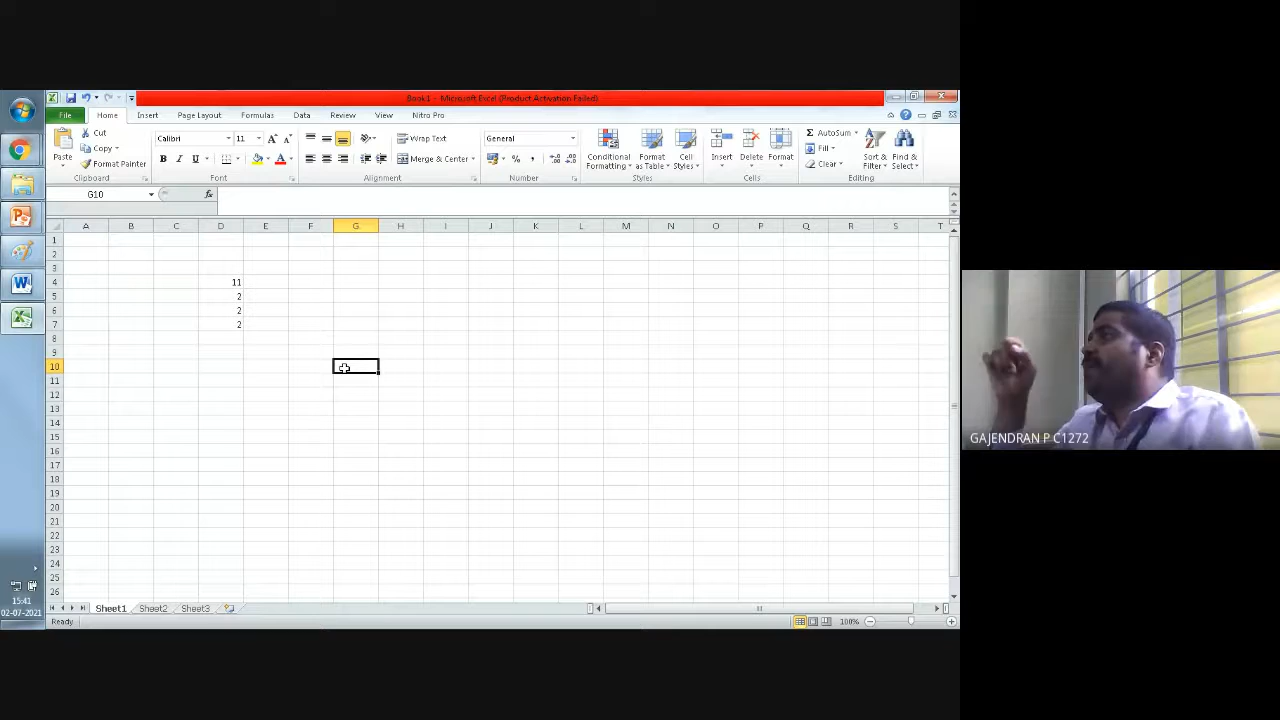 Book1 - Microsoft Excel (Product Activation Failed)
File Home Insert Page Layout Formulas Data Review View Nitro Pro
Paste
Cut
Copy
Format Painter
Clipboard
Calibri 11
B I U
Font
Wrap Text
Merge & Center
Alignment
General
Number
Conditional Formatting
Format as Table
Cell Styles
Styles
Insert Delete Format
Cells
AutoSum
Fill
Clear
Sort & Filter
Find & Select
Editing
G10
fx
A B C D E F G H I J K L M N O P Q R S T
1
2
3
4 11
5 2
6 2
7 2
8
9
10
11
12
13
14
15
16
17
18
19
20
21
22
23
24
25
26
Sheet1 Sheet2 Sheet3
Ready
100%
15:41
02-07-2021
GAJENDRAN P C1272